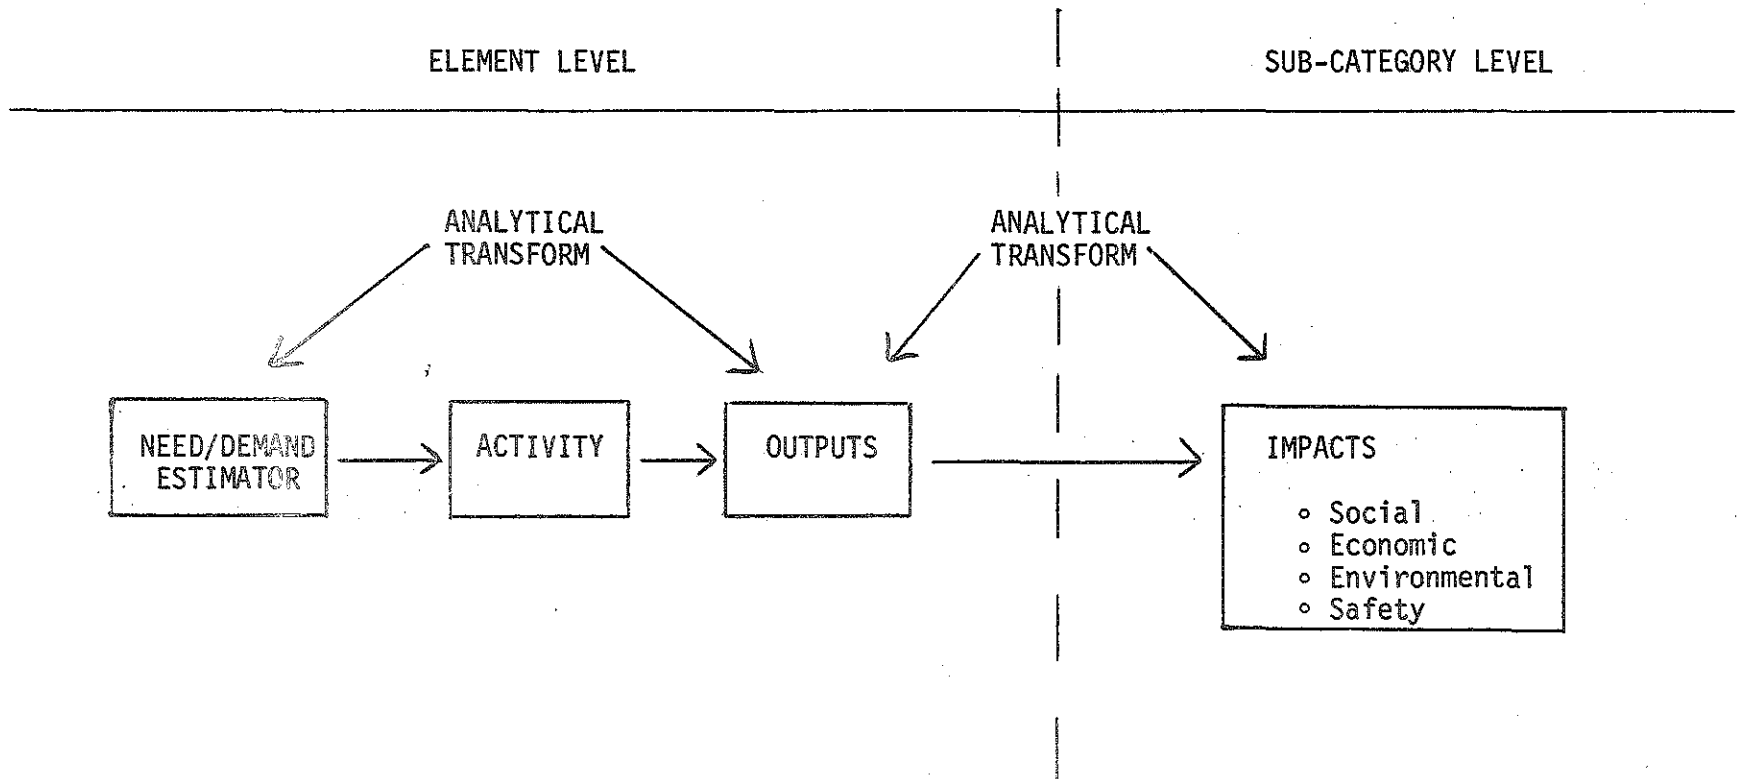 ELEMENT LEVEL
SUB-CATEGORY LEVEL
ANALYTICAL
TRANSFORM
ANALYTICAL
TRANSFORM
NEED/DEMAND
ESTIMATOR
ACTIVITY
OUTPUTS
IMPACTS
∘ Social
∘ Economic
∘ Environmental
∘ Safety